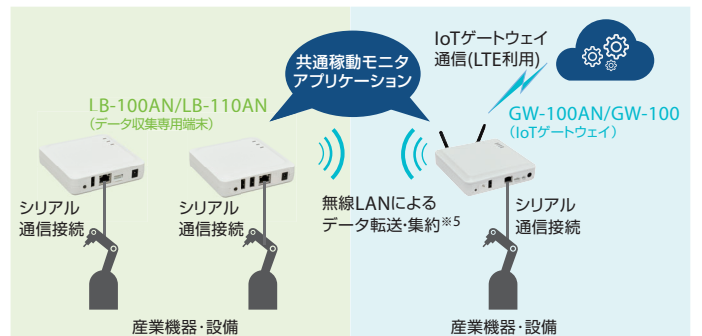 共通稼動モニタ
アプリケーション
IoTゲートウェイ
通信(LTE利用)
LB-100AN/LB-110AN
（データ収集専用端末）
GW-100AN/GW-100
（IoTゲートウェイ）
シリアル
通信接続
シリアル
通信接続
無線LANによる
データ転送・集約※5
シリアル
通信接続
産業機器・設備
産業機器・設備